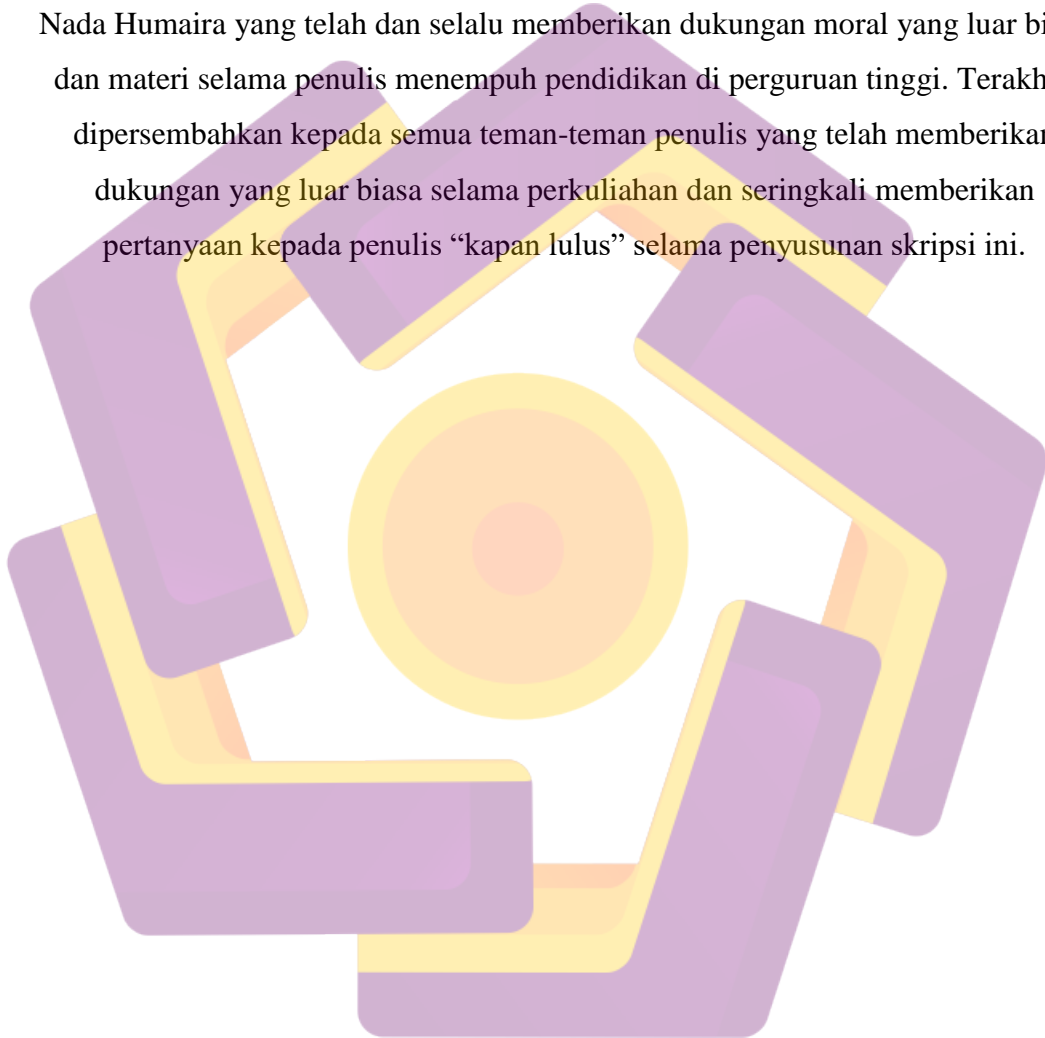 Nada Humaira yang telah dan selalu memberikan dukungan moral yang luar bi
dan materi selama penulis menempuh pendidikan di perguruan tinggi. Terakh
dipersembahkan kepada semua teman-teman penulis yang telah memberikan
dukungan yang luar biasa selama perkuliahan dan seringkali memberikan
pertanyaan kepada penulis “kapan lulus” selama penyusunan skripsi ini.